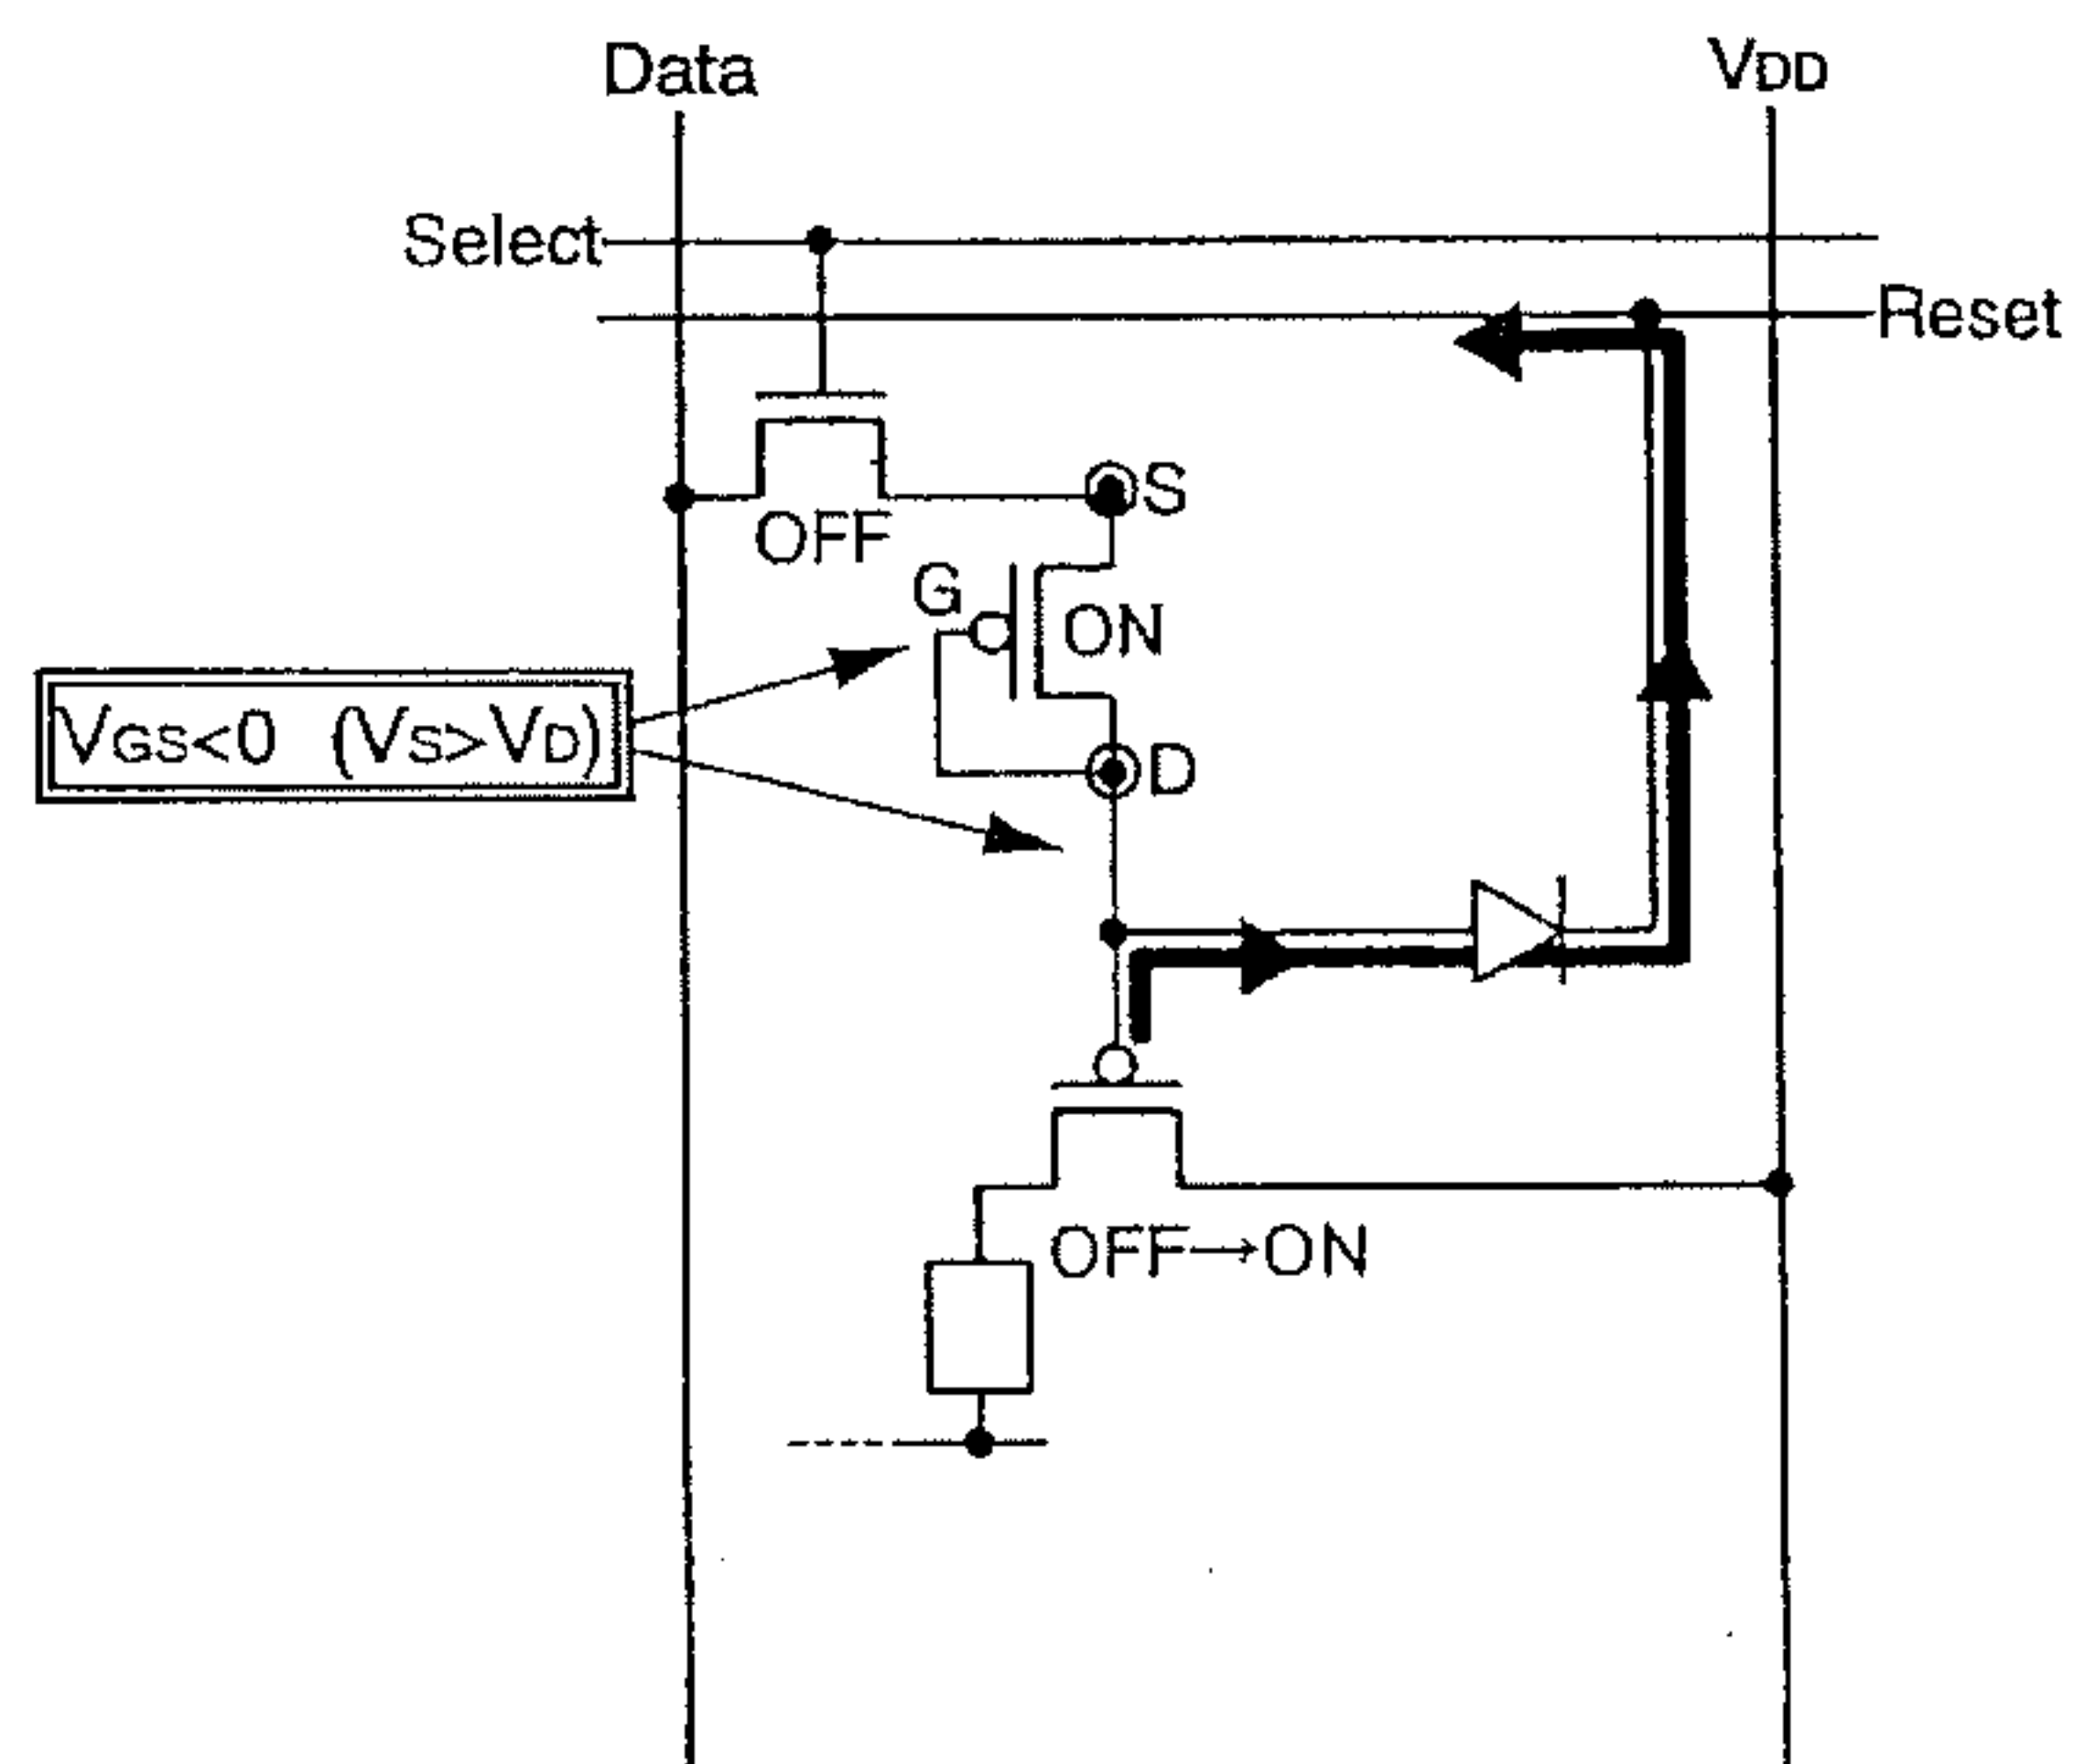 Data
VDD
Select
Reset
S
OFF
G
ON
VGS<0 (VS>VD)
D
OFF→ON